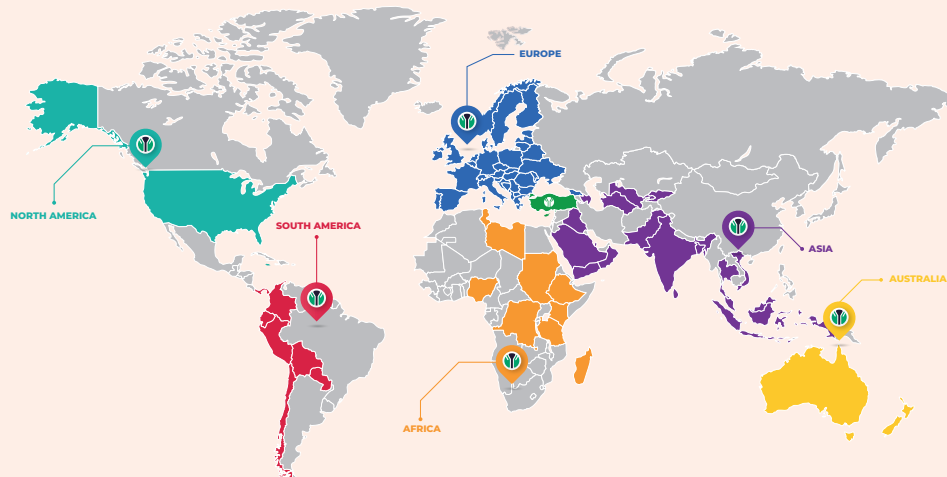 EUROPE
NORTH AMERICA
SOUTH AMERICA
ASIA
AUSTRALIA
AFRICA